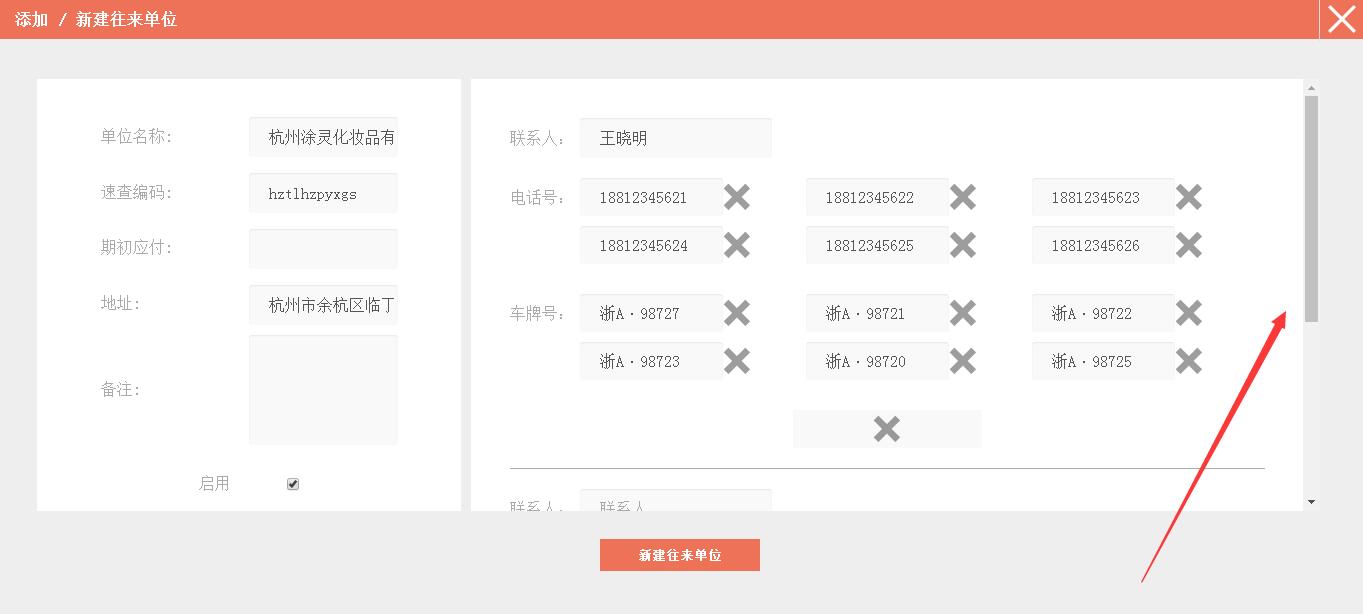 添加 / 新建往来单位
单位名称: 杭州涂灵化妆品有
速查编码: hztlhzpyxgs
期初应付:
地址: 杭州市余杭区临丁
备注:
启用
联系人: 王晓明
电话号: 18812345621 18812345622 18812345623
18812345624 18812345625 18812345626
车牌号: 浙A·98727 浙A·98721 浙A·98722
浙A·98723 浙A·98720 浙A·98725
联系人: 联系人
新建往来单位